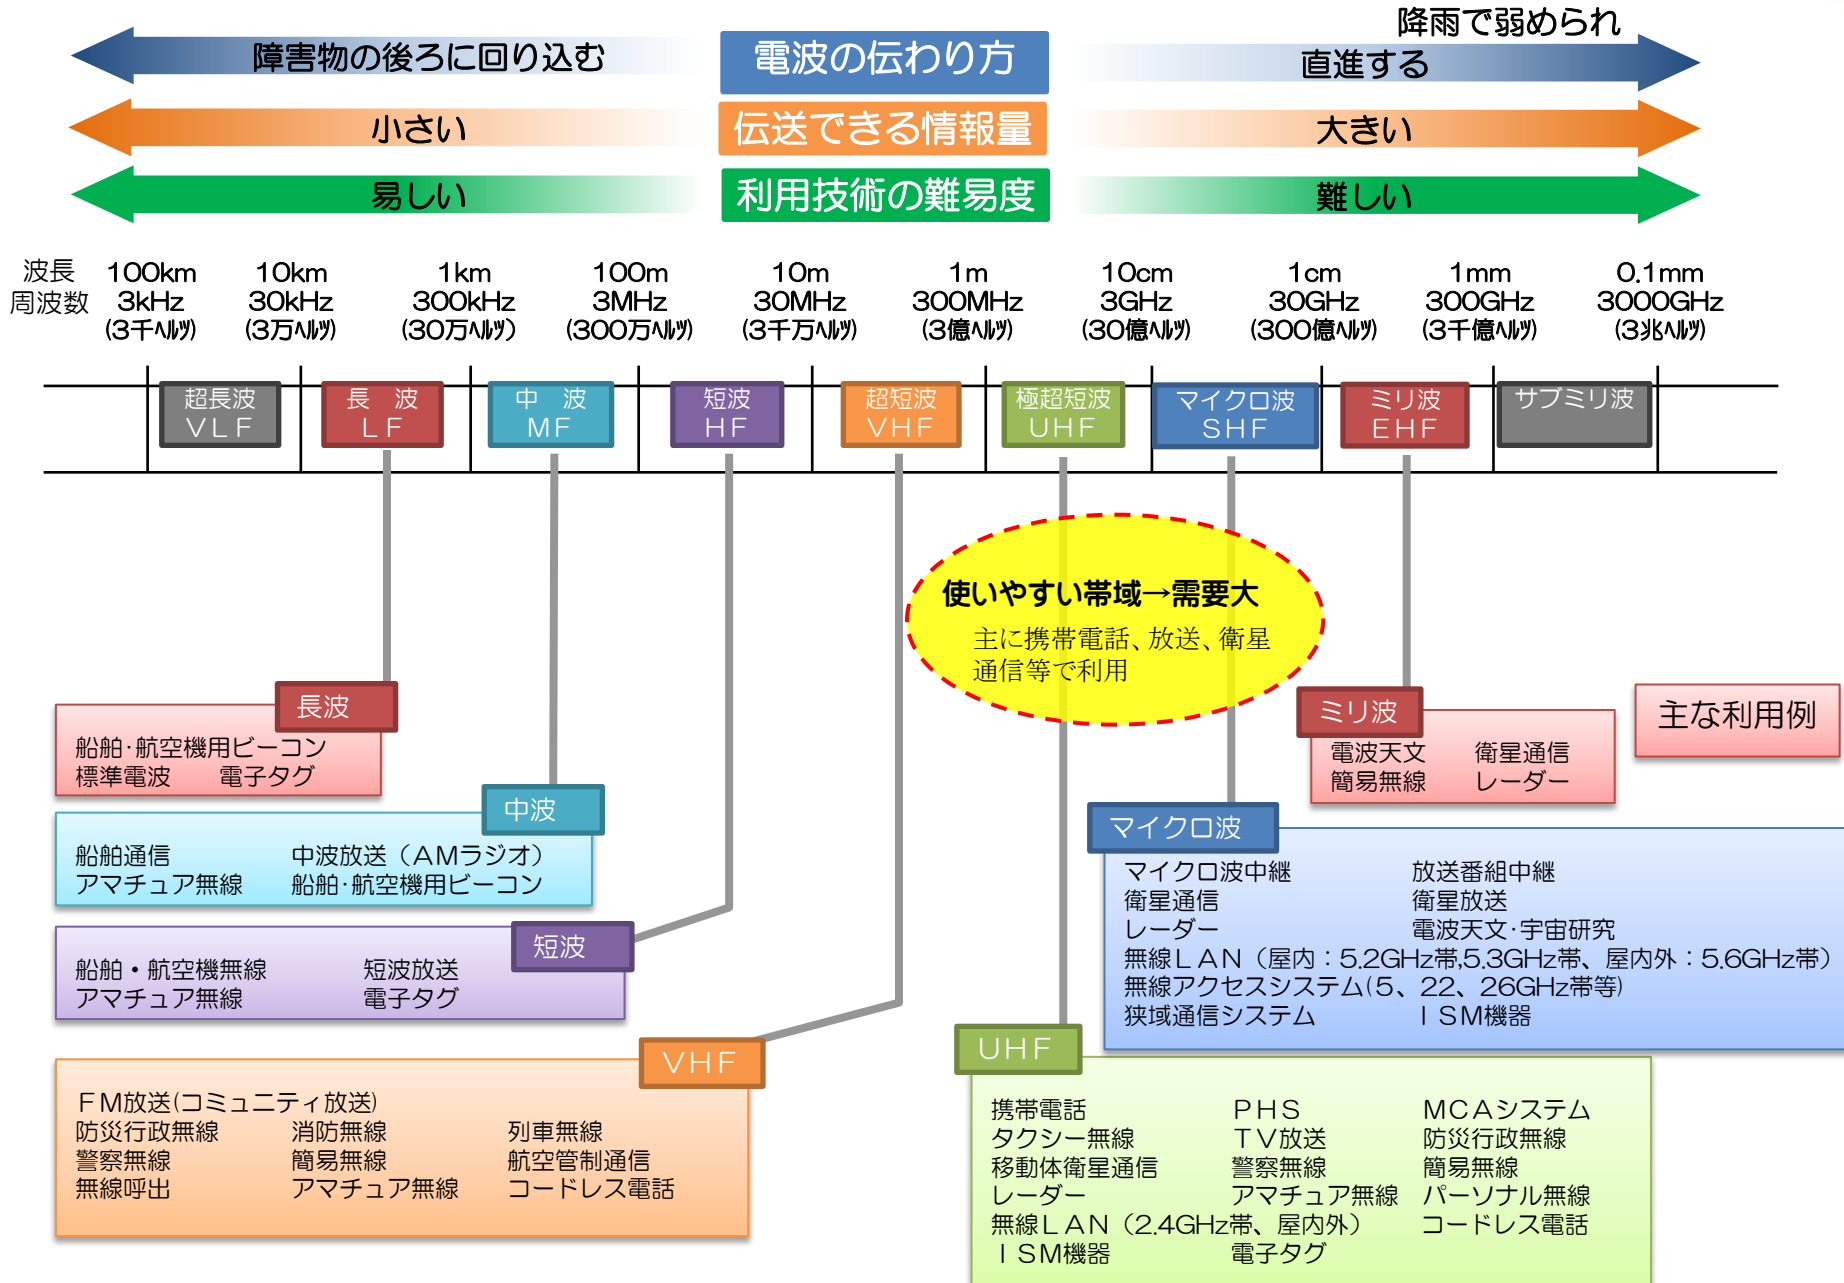 降雨で弱められ
障害物の後ろに回り込む 電波の伝わり方 直進する
小さい 伝送できる情報量 大きい
易しい 利用技術の難易度 難しい
波長 100km 10km 1km 100m 10m 1m 10cm 1cm 1mm 0.1mm
周波数 3kHz 30kHz 300kHz 3MHz 30MHz 300MHz 3GHz 30GHz 300GHz 3000GHz
(3千ヘルツ) (3万ヘルツ) (30万ヘルツ) (300万ヘルツ) (3千万ヘルツ) (3億ヘルツ) (30億ヘルツ) (300億ヘルツ) (3千億ヘルツ) (3兆ヘルツ)
超長波 長 波 中 波 短波 超短波 極超短波 マイクロ波 ミリ波 サブミリ波
VLF LF MF HF VHF UHF SHF EHF
使いやすい帯域→需要大
主に携帯電話、放送、衛星
通信等で利用
長波
船舶・航空機用ビーコン
標準電波 電子タグ
ミリ波
電波天文 衛星通信
簡易無線 レーダー
主な利用例
中波
船舶通信 中波放送(AMラジオ)
アマチュア無線 船舶・航空機用ビーコン
マイクロ波
マイクロ波中継 放送番組中継
衛星通信 衛星放送
レーダー 電波天文・宇宙研究
無線LAN(屋内:5.2GHz帯,5.3GHz帯、屋内外:5.6GHz帯)
無線アクセスシステム(5、22、26GHz帯等)
狭域通信システム ISM機器
短波
船舶・航空機無線 短波放送
アマチュア無線 電子タグ
VHF
FM放送(コミュニティ放送)
防災行政無線 消防無線 列車無線
警察無線 簡易無線 航空管制通信
無線呼出 アマチュア無線 コードレス電話
UHF
携帯電話 PHS MCAシステム
タクシー無線 TV放送 防災行政無線
移動体衛星通信 警察無線 簡易無線
レーダー アマチュア無線 パーソナル無線
無線LAN(2.4GHz帯、屋内外) コードレス電話
ISM機器 電子タグ